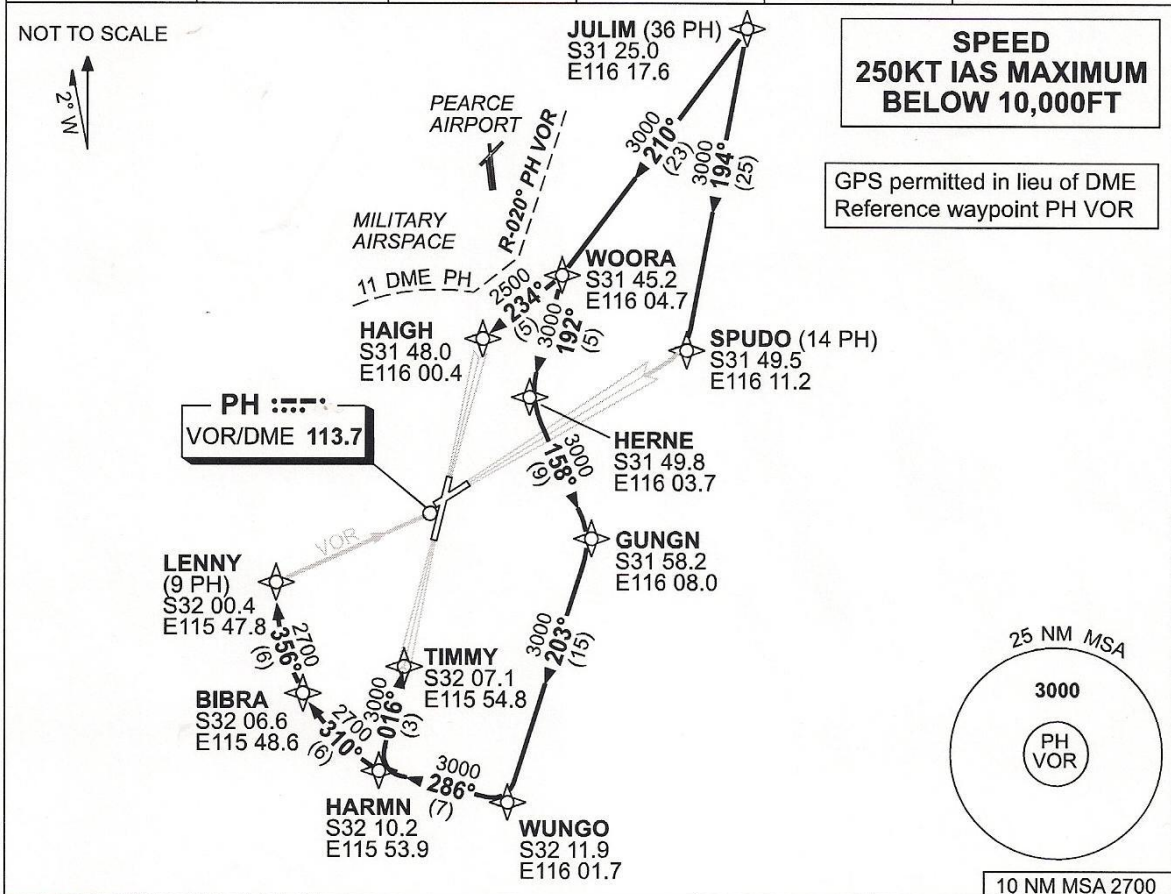 NOT TO SCALE
2° W
JULIM (36 PH)
S31 25.0
E116 17.6
SPEED
250KT IAS MAXIMUM
BELOW 10,000FT
GPS permitted in lieu of DME
Reference waypoint PH VOR
PEARCE
AIRPORT
R-020° PH VOR
MILITARY
AIRSPACE
11 DME PH
3000
210°
(23)
3000
194°
(25)
WOORA
S31 45.2
E116 04.7
2500
234°
(5)
3000
192°
(5)
HAIGH
S31 48.0
E116 00.4
SPUDO (14 PH)
S31 49.5
E116 11.2
PH
VOR/DME 113.7
HERNE
S31 49.8
E116 03.7
3000
158°
(9)
GUNGN
S31 58.2
E116 08.0
VOR
LENNY
(9 PH)
S32 00.4
E115 47.8
2700
356°
(6)
3000
203°
(15)
TIMMY
S32 07.1
E115 54.8
BIBRA
S32 06.6
E115 48.6
2700
310°
(6)
3000
016°
(3)
3000
286°
(7)
HARMN
S32 10.2
E115 53.9
WUNGO
S32 11.9
E116 01.7
25 NM MSA
3000
PH
VOR
10 NM MSA 2700